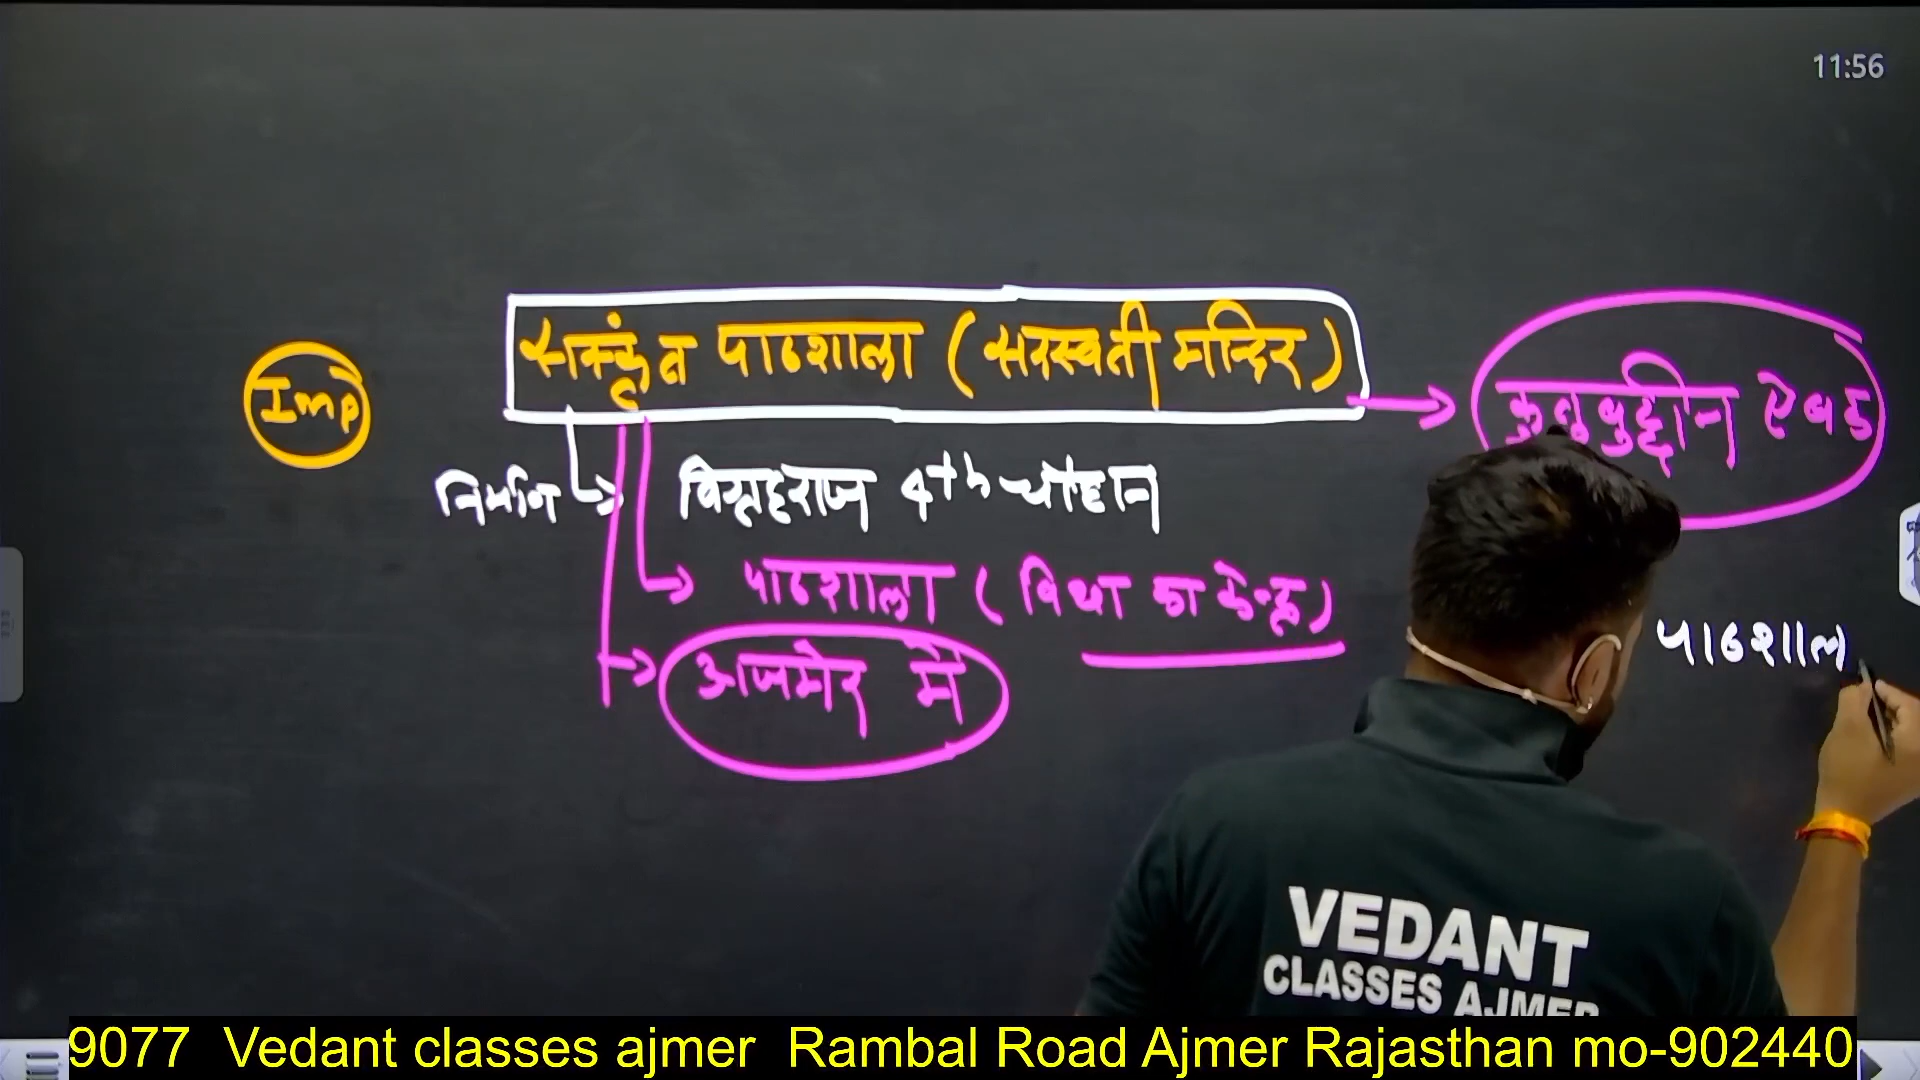 11:56
संस्कृत पाठशाला (सरस्वती मन्दिर)
Imp
कुतुबुद्दीन ऐबक
निर्माण विग्रहराज 4th चौहान
पाठशाला (विद्या का केन्द्र)
पाठशाल
अजमेर में
VEDANT
CLASSES AJMER
9077 Vedant classes ajmer Rambal Road Ajmer Rajasthan mo-902440